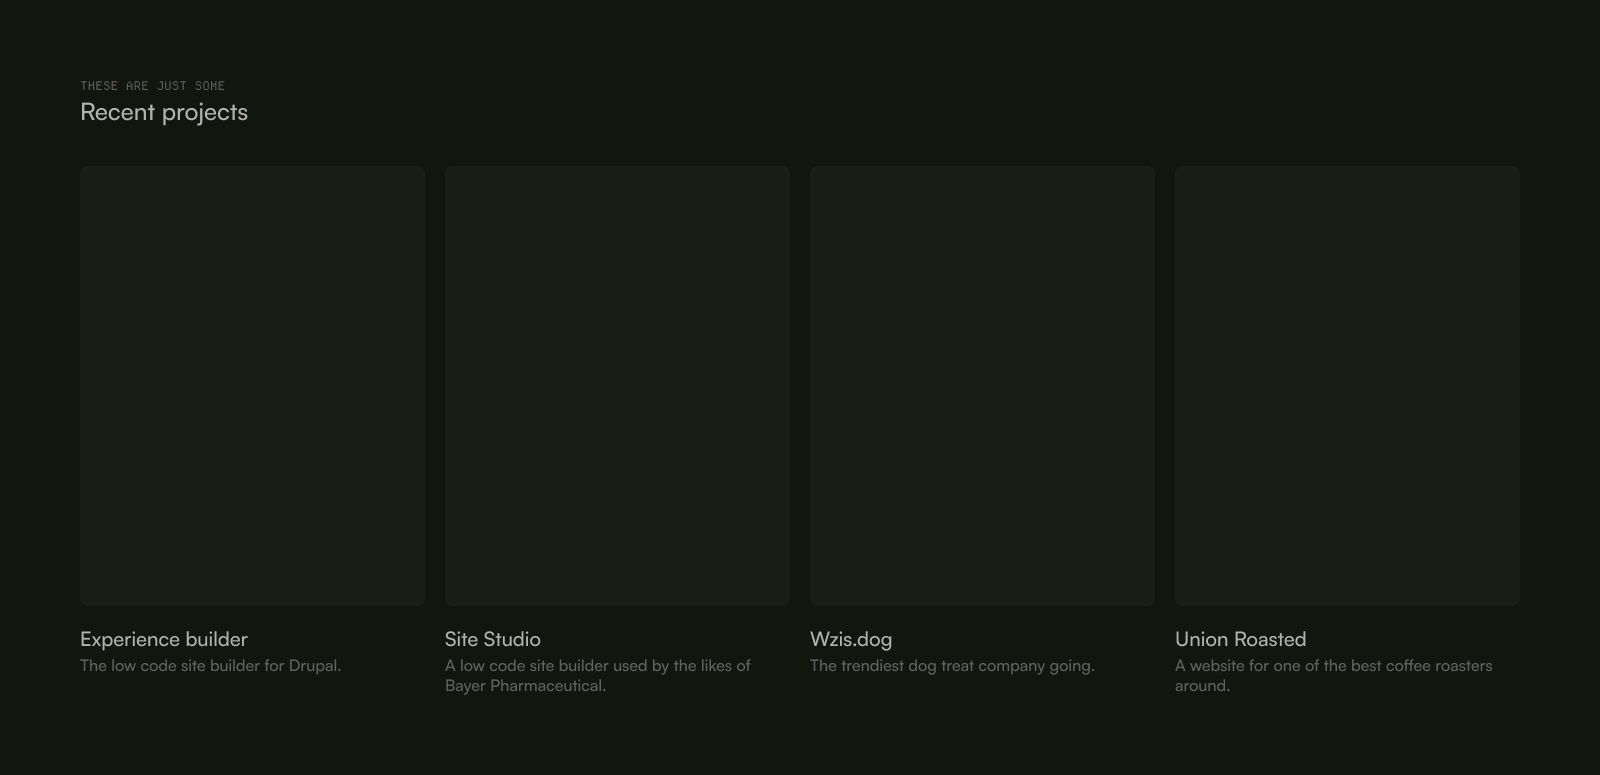 THESE ARE JUST SOME
Recent projects
Experience builder
The low code site builder for Drupal.
Site Studio
A low code site builder used by the likes of
Bayer Pharmaceutical.
Wzis.dog
The trendiest dog treat company going.
Union Roasted
A website for one of the best coffee roasters
around.